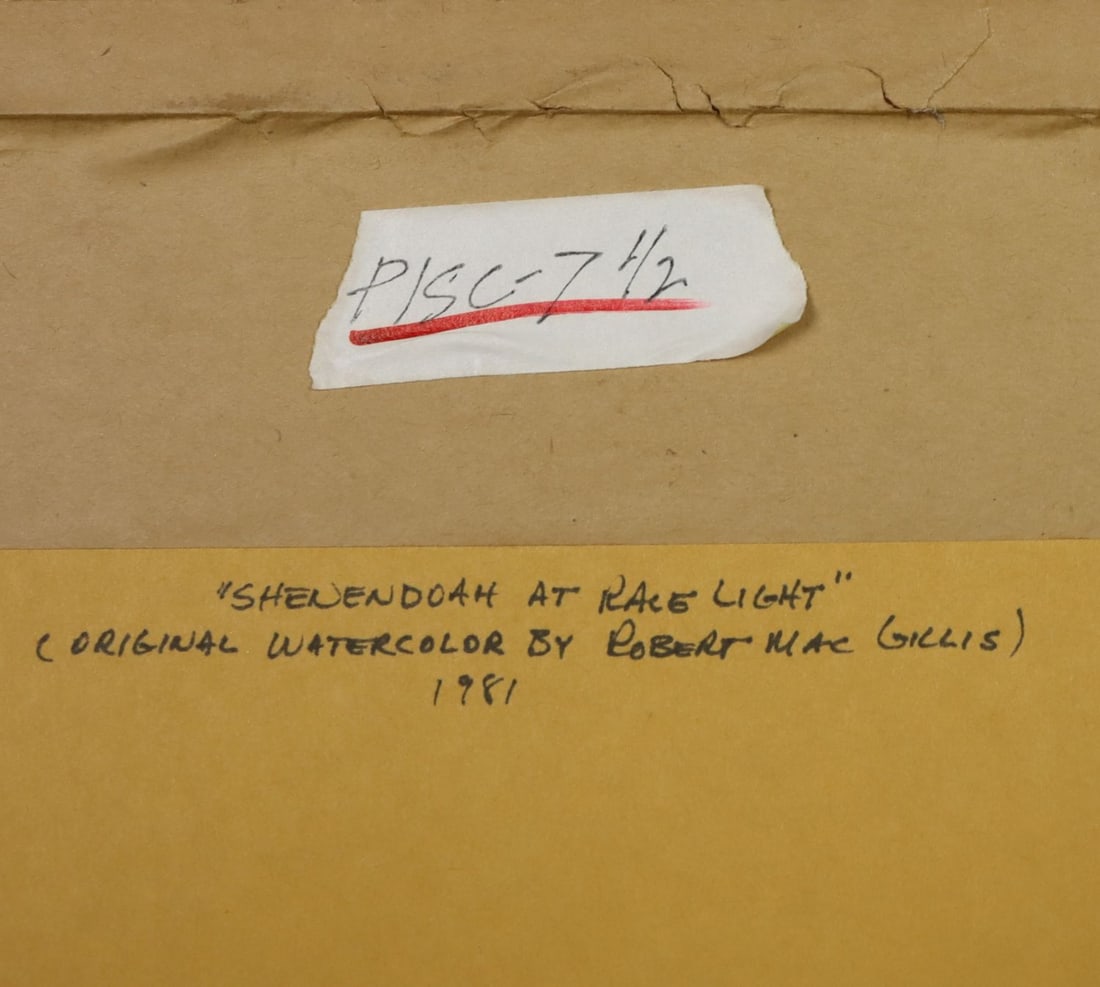 PISC-7 1/2
"SHENENDOAH AT RACE LIGHT"
(ORIGINAL WATERCOLOR BY ROBERT MAC GILLIS)
1981